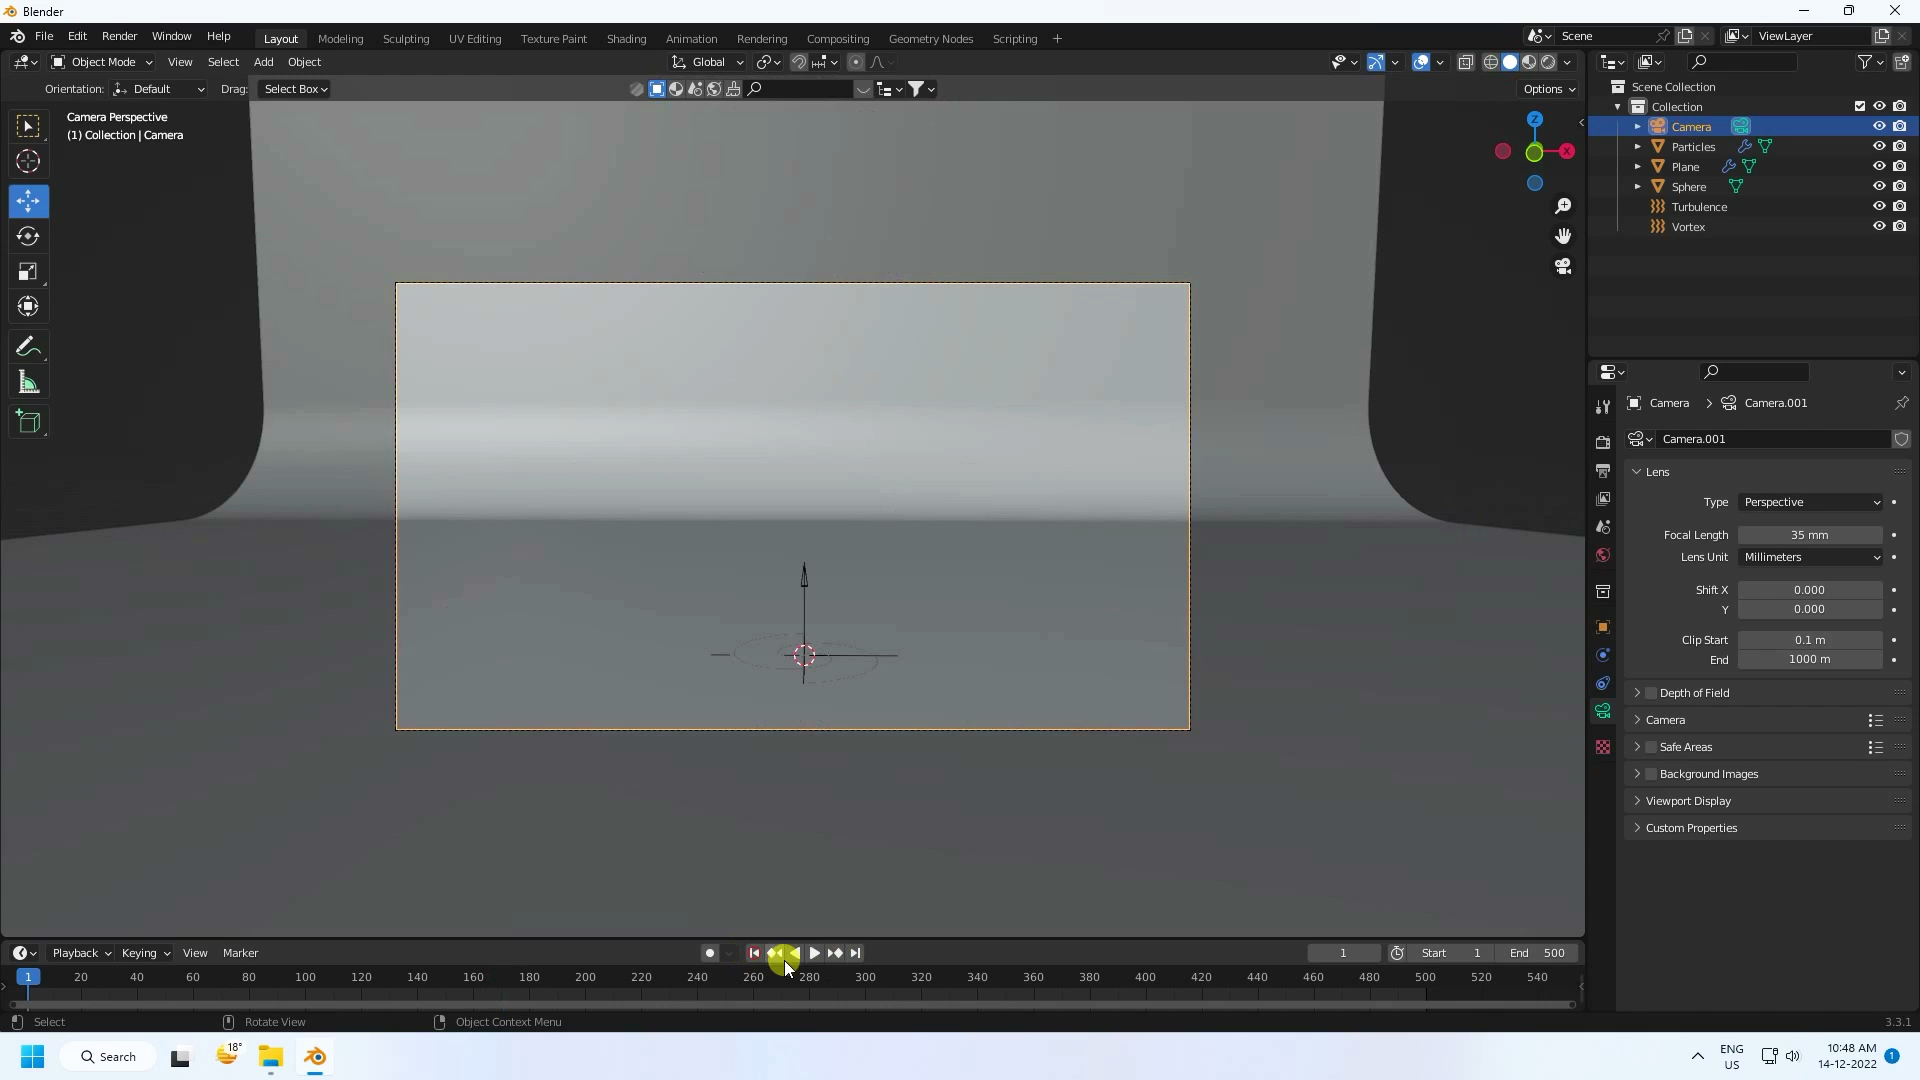 Blender
File Edit Render Window Help Layout Modeling Sculpting UV Editing Texture Paint Shading Animation Rendering Compositing Geometry Nodes Scripting + Scene ViewLayer
Object Mode View Select Add Object Global
Orientation: Default Drag: Select Box Options
Camera Perspective
(1) Collection | Camera
Z
X
Scene Collection
Collection
Camera
Particles
Plane
Sphere
Turbulence
Vortex
Camera > Camera.001
Camera.001
Lens
Type Perspective
Focal Length 35 mm
Lens Unit Millimeters
Shift X 0.000
Y 0.000
Clip Start 0.1 m
End 1000 m
Depth of Field
Camera
Safe Areas
Background Images
Viewport Display
Custom Properties
Playback Keying View Marker 1 Start 1 End 500
1 20 40 60 80 100 120 140 160 180 200 220 240 260 280 300 320 340 360 380 400 420 440 460 480 500 520 540
Select Rotate View Object Context Menu 3.3.1
Search 18° ENG US 10:48 AM 14-12-2022 1